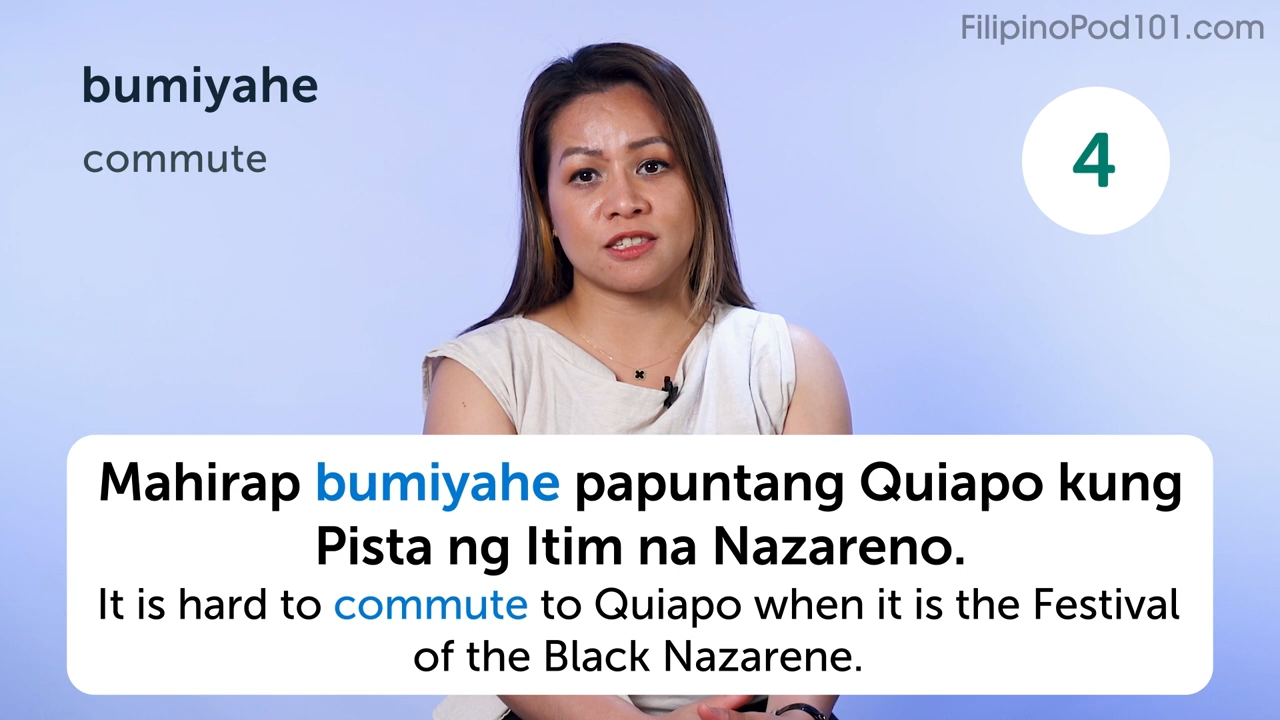 FilipinoPod101.com
bumiyahe
commute
4
Mahirap bumiyahe papuntang Quiapo kung
Pista ng Itim na Nazareno.
It is hard to commute to Quiapo when it is the Festival
of the Black Nazarene.